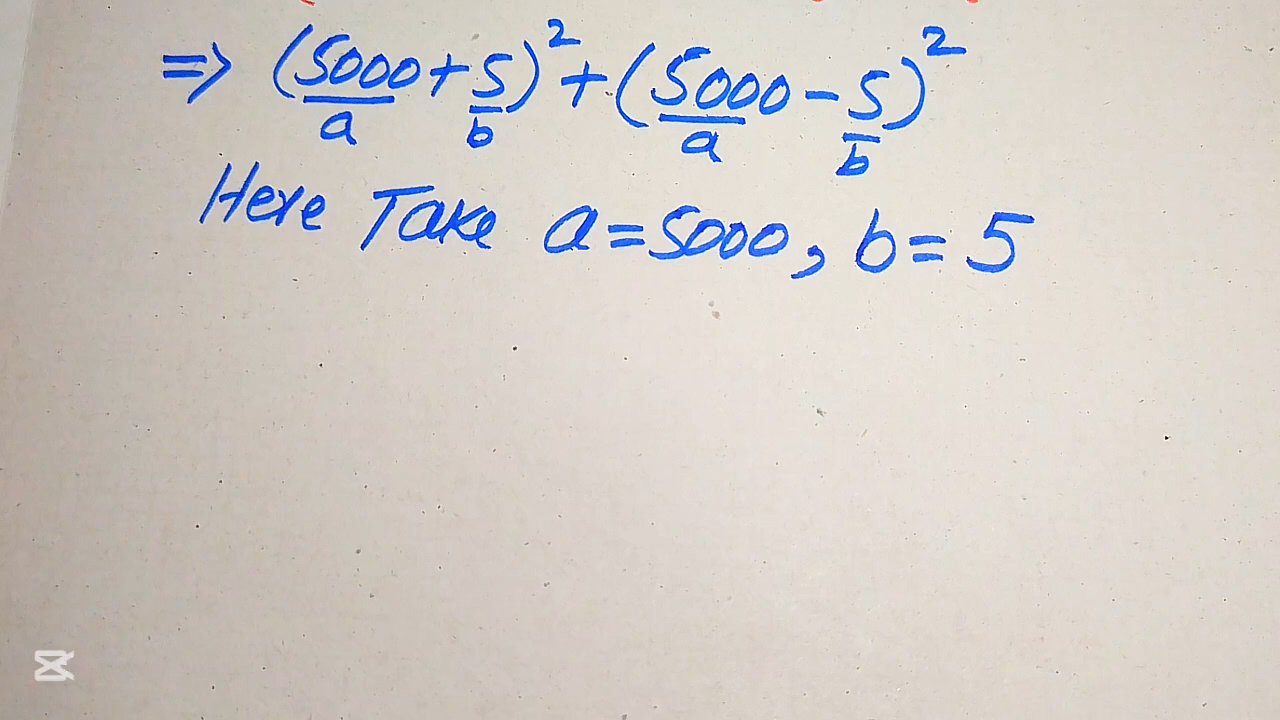 => (5000+5)²+(5000-5)²
a b a b
Here Take a=5000, b=5